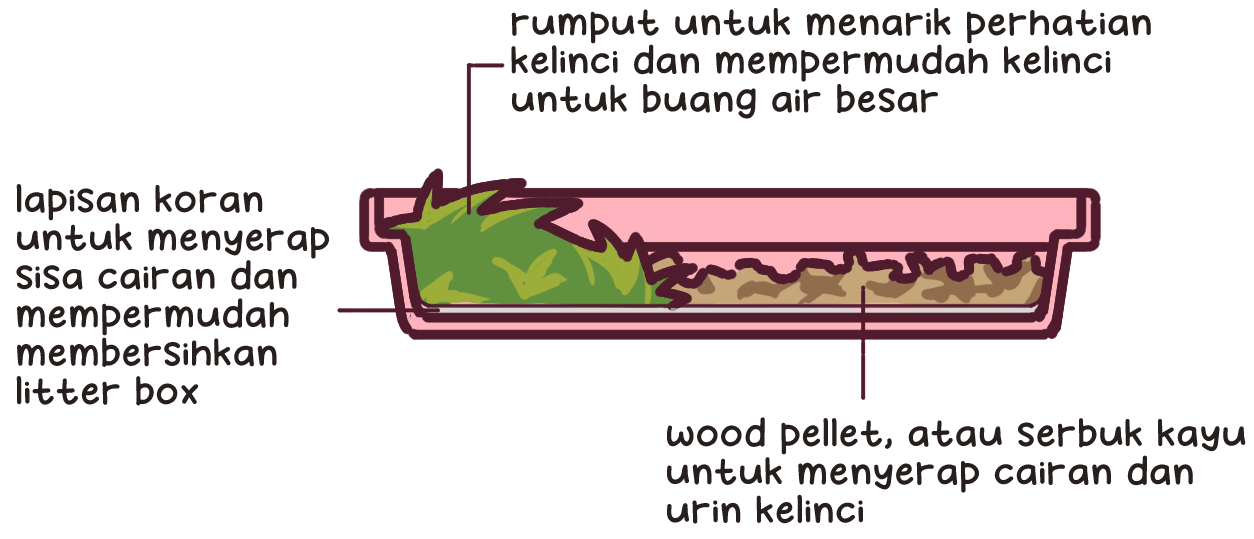 rumput untuk menarik perhatian
kelinci dan mempermudah kelinci
untuk buang air besar
lapisan koran
untuk menyerap
sisa cairan dan
mempermudah
membersihkan
litter box
wood pellet, atau serbuk kayu
untuk menyerap cairan dan
urin kelinci